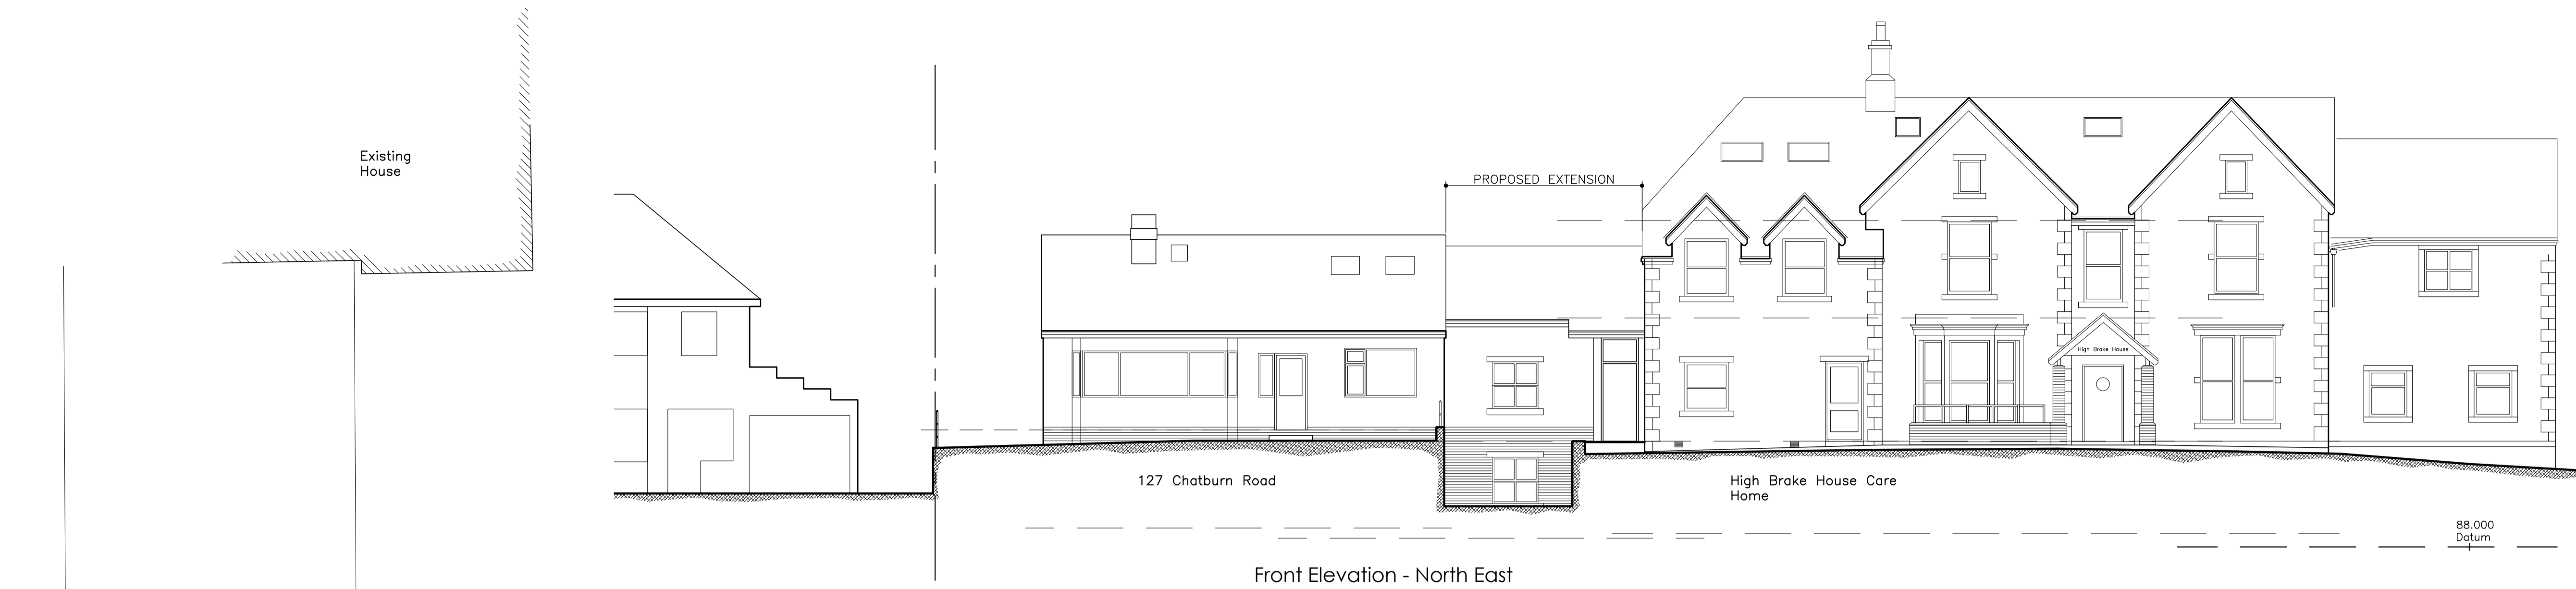 Existing
House
PROPOSED EXTENSION
High Brake House
127 Chatburn Road
High Brake House Care
Home
88.000
Datum
Front Elevation - North East